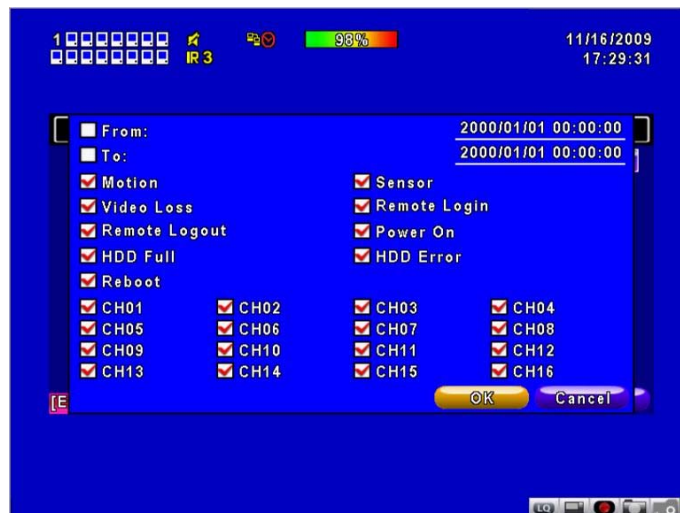 1 98% 11/16/2009
IR 3 17:29:31
From: 2000/01/01 00:00:00
To: 2000/01/01 00:00:00
Motion Sensor
Video Loss Remote Login
Remote Logout Power On
HDD Full HDD Error
Reboot
CH01 CH02 CH03 CH04
CH05 CH06 CH07 CH08
CH09 CH10 CH11 CH12
CH13 CH14 CH15 CH16
[E OK Cancel
LQ